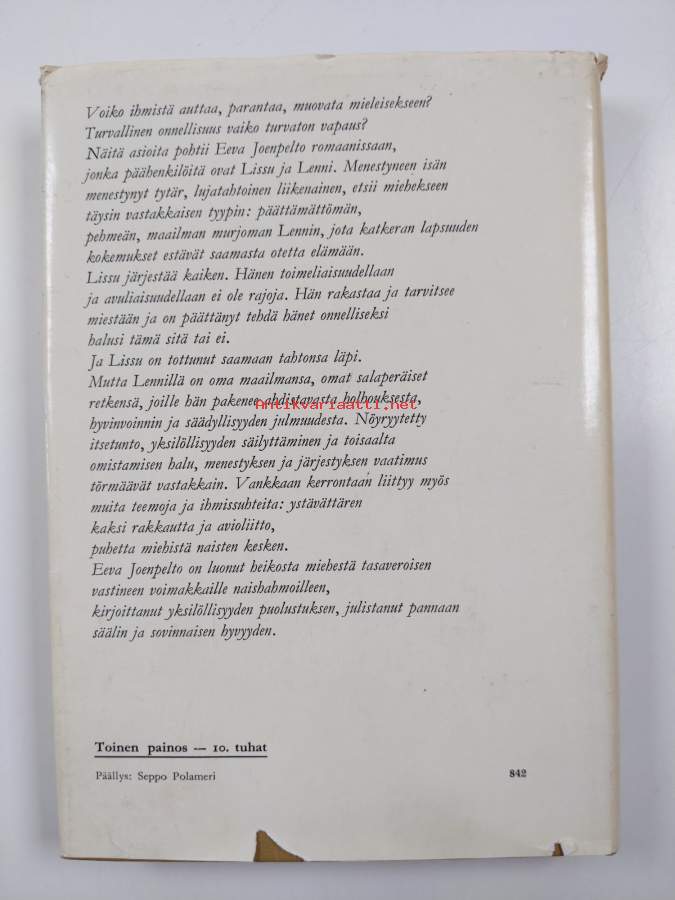 Voiko ihmistä auttaa, parantaa, muovata mieleisekseen?
Turvallinen onnellisuus vaiko turvaton vapaus?
Näitä asioita pohtii Eeva Joenpelto romaanissaan,
jonka päähenkilöitä ovat Lissu ja Lenni. Menestyneen isän
menestynyt tytär, lujatahtoinen liikenainen, etsii miehekseen
täysin vastakkaisen tyypin: päättämättömän,
pehmeän, maailman murjoman Lennin, jota katkeran lapsuuden
kokemukset estävät saamasta otetta elämään.
Lissu järjestää kaiken. Hänen toimeliaisuudellaan
ja avuliaisuudellaan ei ole rajoja. Hän rakastaa ja tarvitsee
miestään ja on päättänyt tehdä hänet onnelliseksi
halusi tämä sitä tai ei.
Ja Lissu on tottunut saamaan tahtonsa läpi.
Mutta Lennillä on oma maailmansa, omat salaperäiset
retkensä, joille hän pakenee ahdistavasta holhouksesta,
Antikvariaatti.net
hyvinvoinnin ja säädyllisyyden julmuudesta. Nöyryytetty
itsetunto, yksilöllisyyden säilyttäminen ja toisaalta
omistamisen halu, menestyksen ja järjestyksen vaatimus
törmäävät vastakkain. Vankkaan kerrontaan liittyy myös
muita teemoja ja ihmissuhteita: ystävättären
kaksi rakkautta ja avioliitto,
puhetta miehistä naisten kesken.
Eeva Joenpelto on luonut heikosta miehestä tasaveroisen
vastineen voimakkaille naishahmoilleen,
kirjoittanut yksilöllisyyden puolustuksen, julistanut pannaan
säälin ja sovinnaisen hyvyyden.
Toinen painos — 10. tuhat
Päällys: Seppo Polameri
842